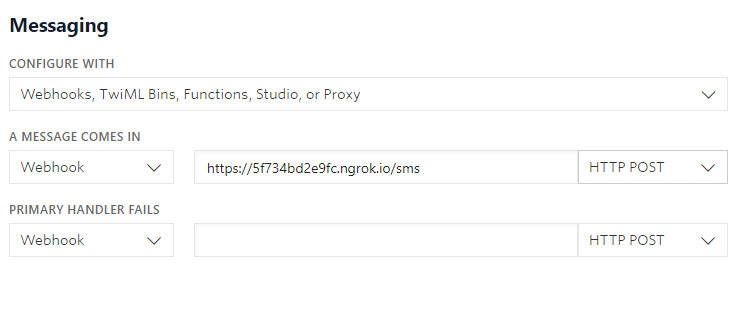 Messaging
CONFIGURE WITH
Webhooks, TwiML Bins, Functions, Studio, or Proxy
A MESSAGE COMES IN
Webhook https://5f734bd2e9fc.ngrok.io/sms HTTP POST
PRIMARY HANDLER FAILS
Webhook HTTP POST